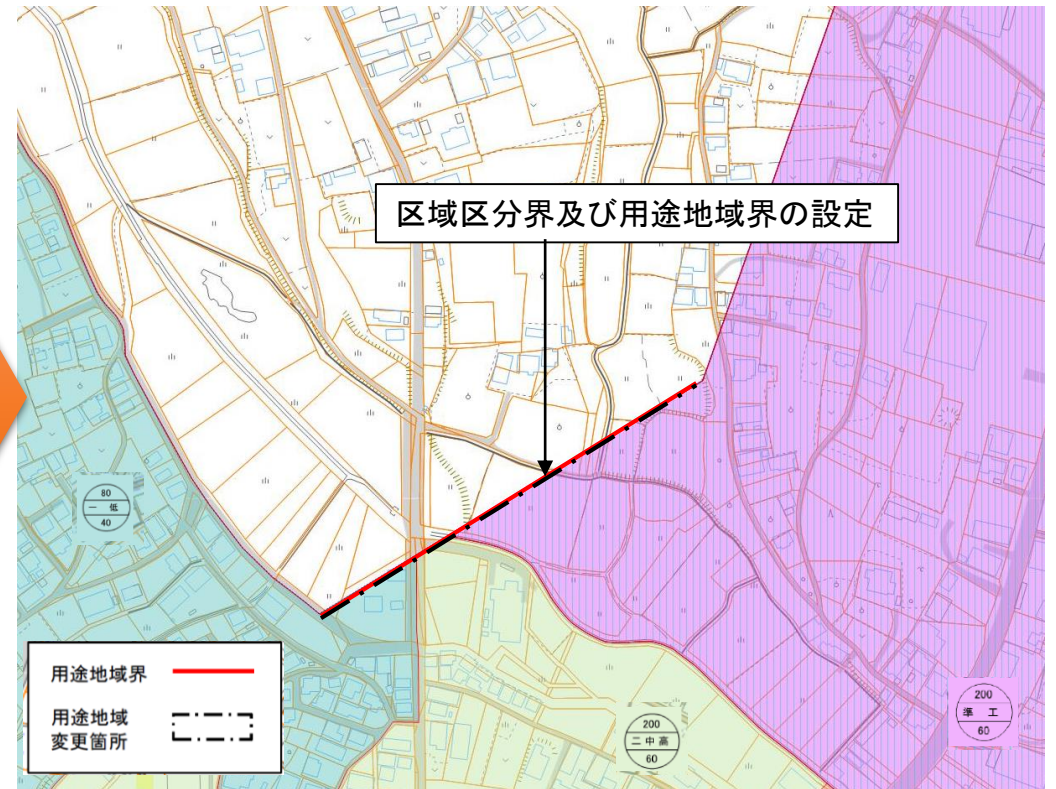 区域区分界及び用途地域界の設定
80
一 低
40
用途地域界
用途地域
変更箇所
200
二 中 高
60
200
準 工
60